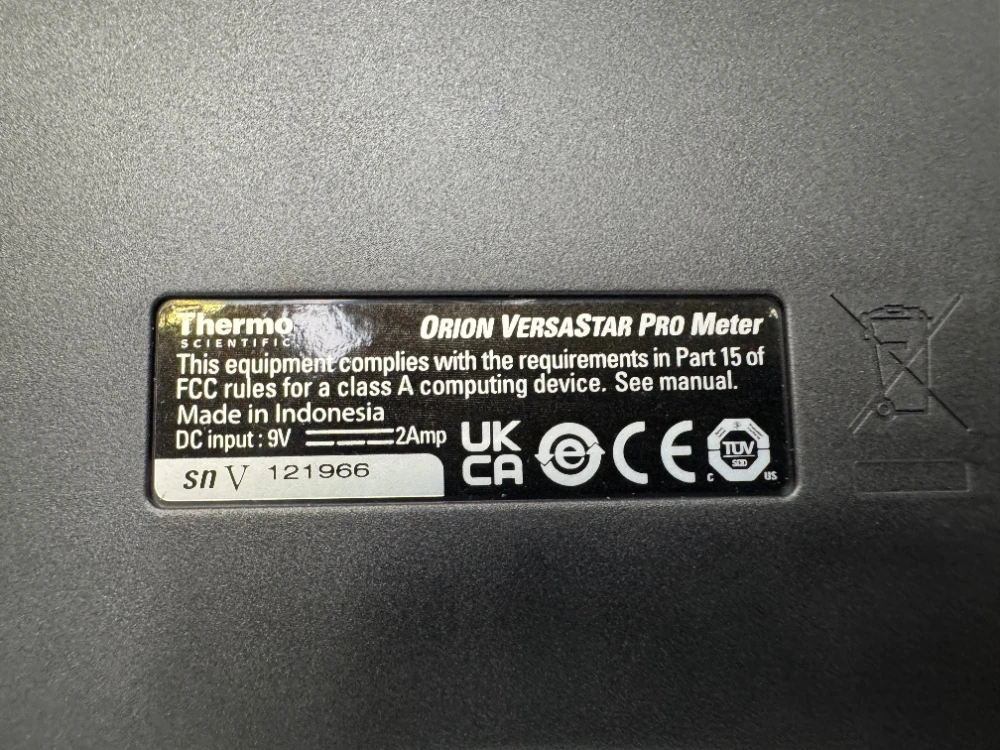 Thermo
SCIENTIFIC
ORION VERSASTAR PRO Meter
This equipment complies with the requirements in Part 15 of
FCC rules for a class A computing device. See manual.
Made in Indonesia
DC input : 9V 2Amp
sn V 121966
UK
CA
e
CE
TÜV
SÜD
C US